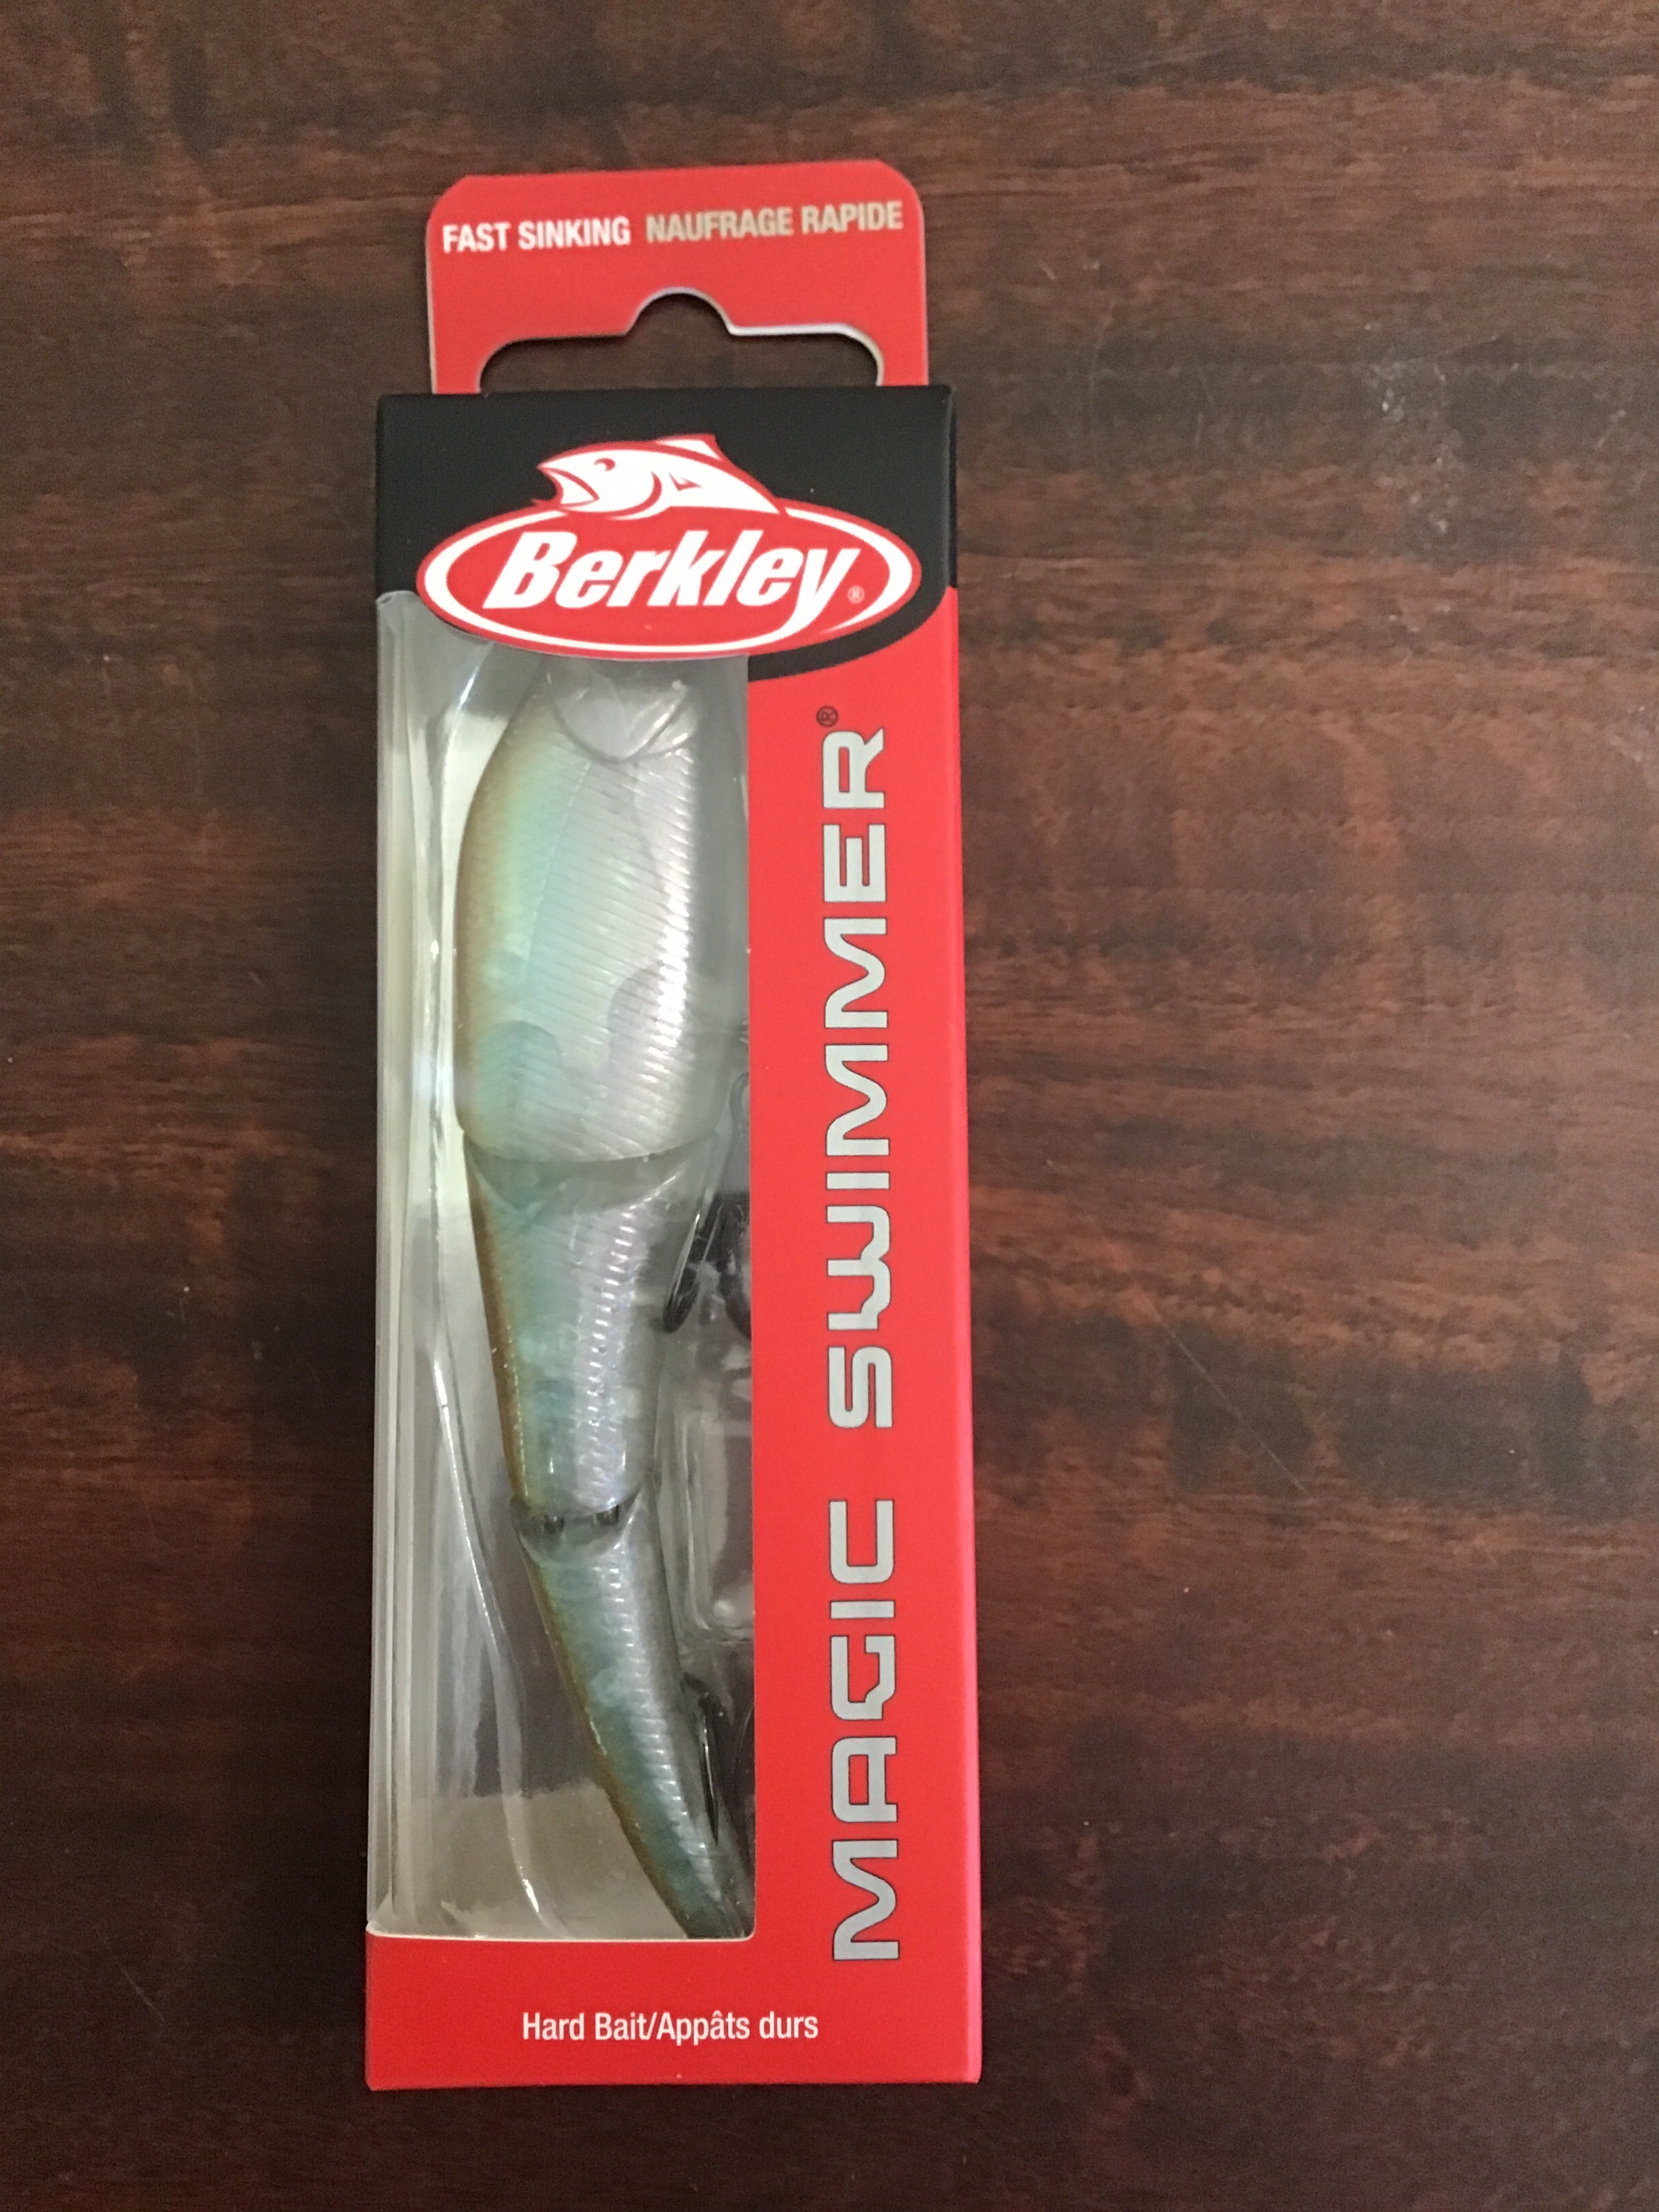 FAST SINKING NAUFRAGE RAPIDE
Berkley®
MAGIC SWIMMER®
Hard Bait/Appâts durs